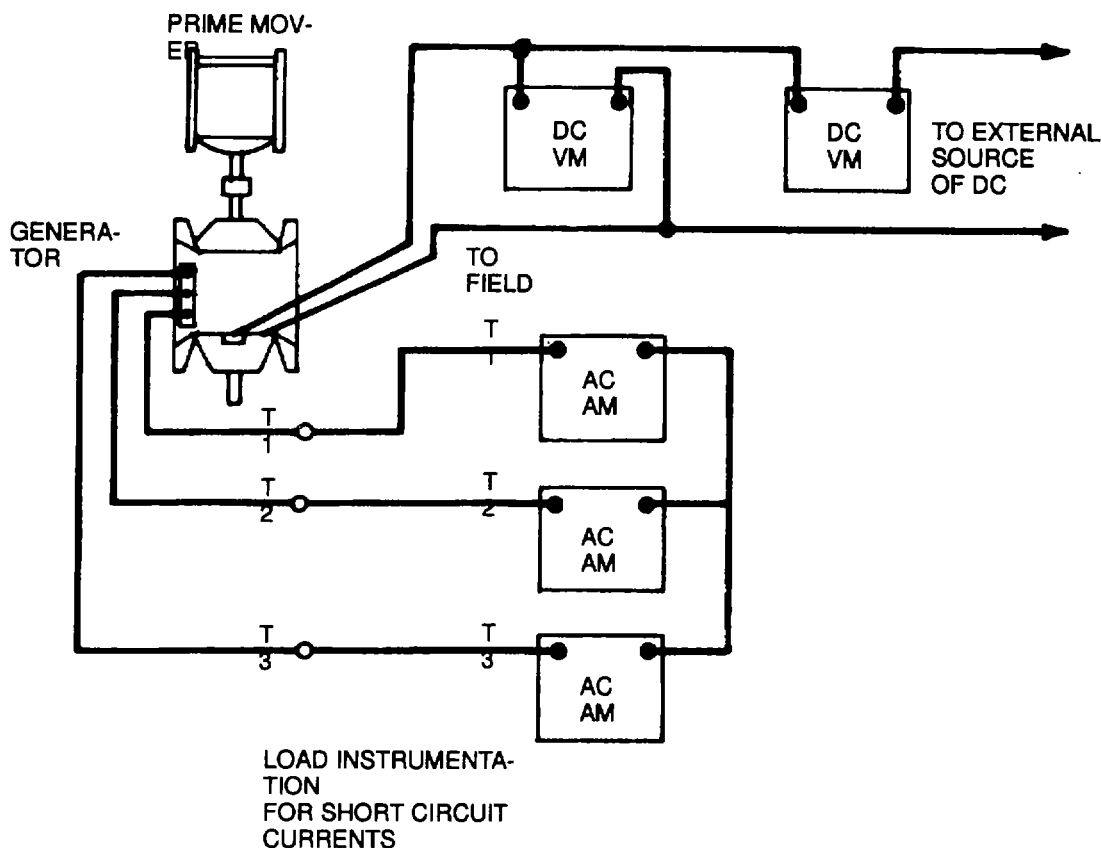 PRIME MOV-
ER
DC
VM
DC
VM
TO EXTERNAL
SOURCE
OF DC
GENERA-
TOR
TO
FIELD
T
1
AC
AM
T
1
T
2
T
2
AC
AM
T
3
T
3
AC
AM
LOAD INSTRUMENTA-
TION
FOR SHORT CIRCUIT
CURRENTS